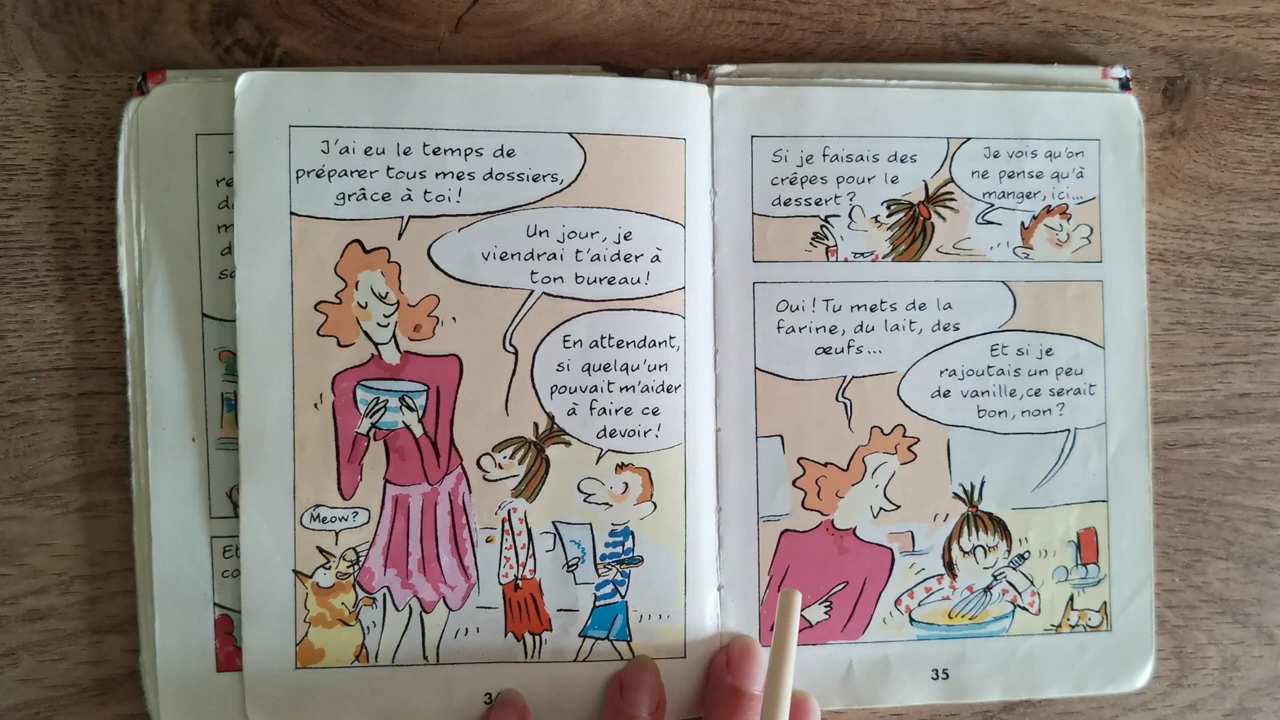 J'ai eu le temps de
préparer tous mes dossiers,
grâce à toi!
Un jour, je
viendrai t'aider à
ton bureau!
En attendant,
si quelqu'un
pouvait m'aider
à faire ce
devoir!
Meow?
Si je faisais des
crêpes pour le
dessert?
Je vois qu'on
ne pense qu'à
manger, ici...
Oui! Tu mets de la
farine, du lait, des
œufs...
Et si je
rajoutais un peu
de vanille, ce serait
bon, non?
35